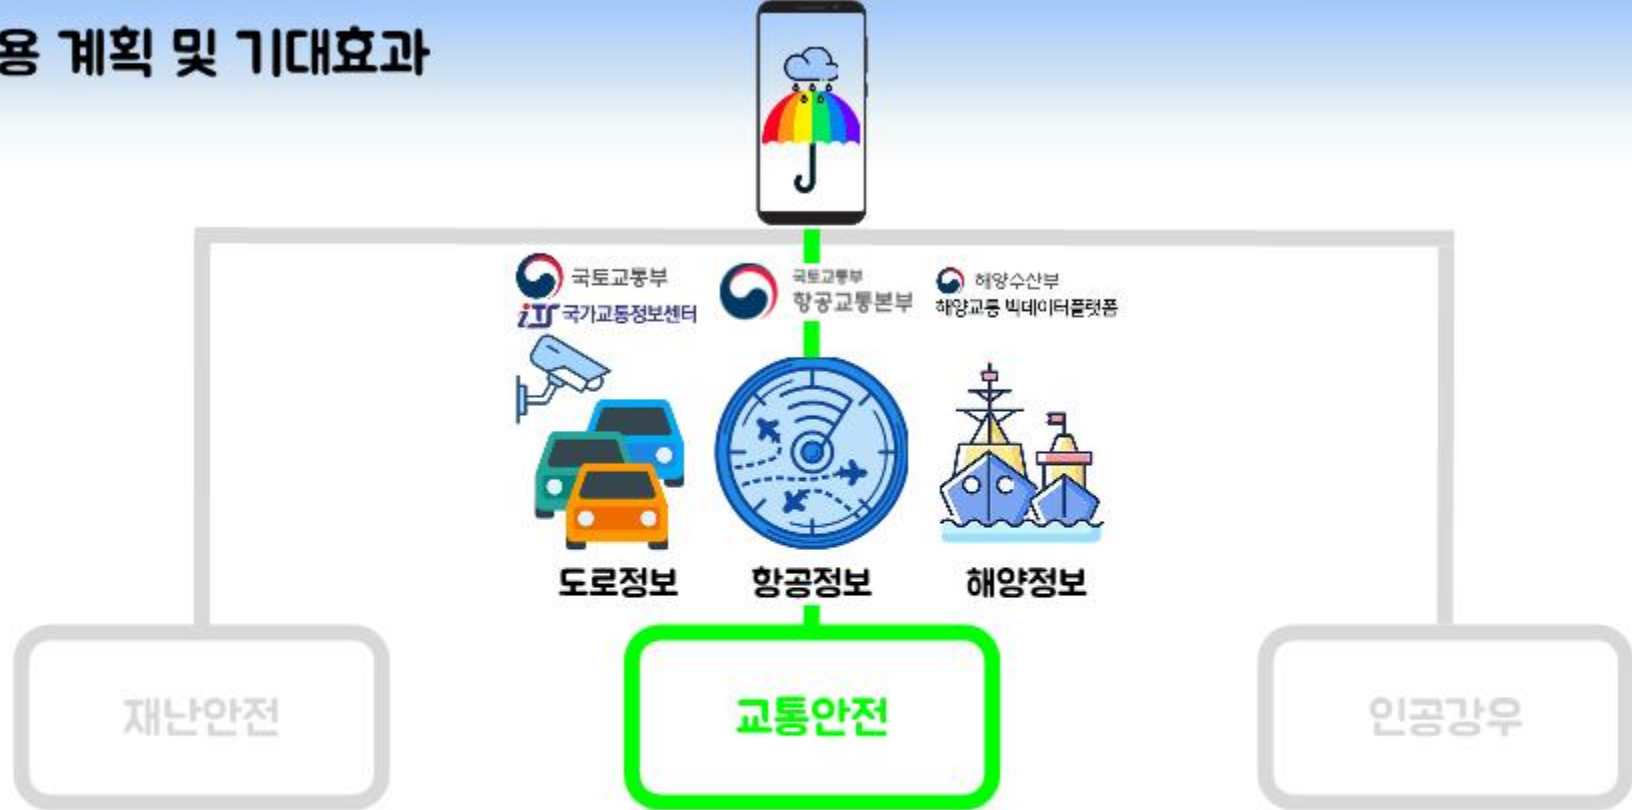 용 계획 및 기대효과
국토교통부
iTS 국가교통정보센터
국토교통부
항공교통본부
해양수산부
해양교통 빅데이터플랫폼
도로정보
항공정보
해양정보
재난안전
교통안전
인공강우